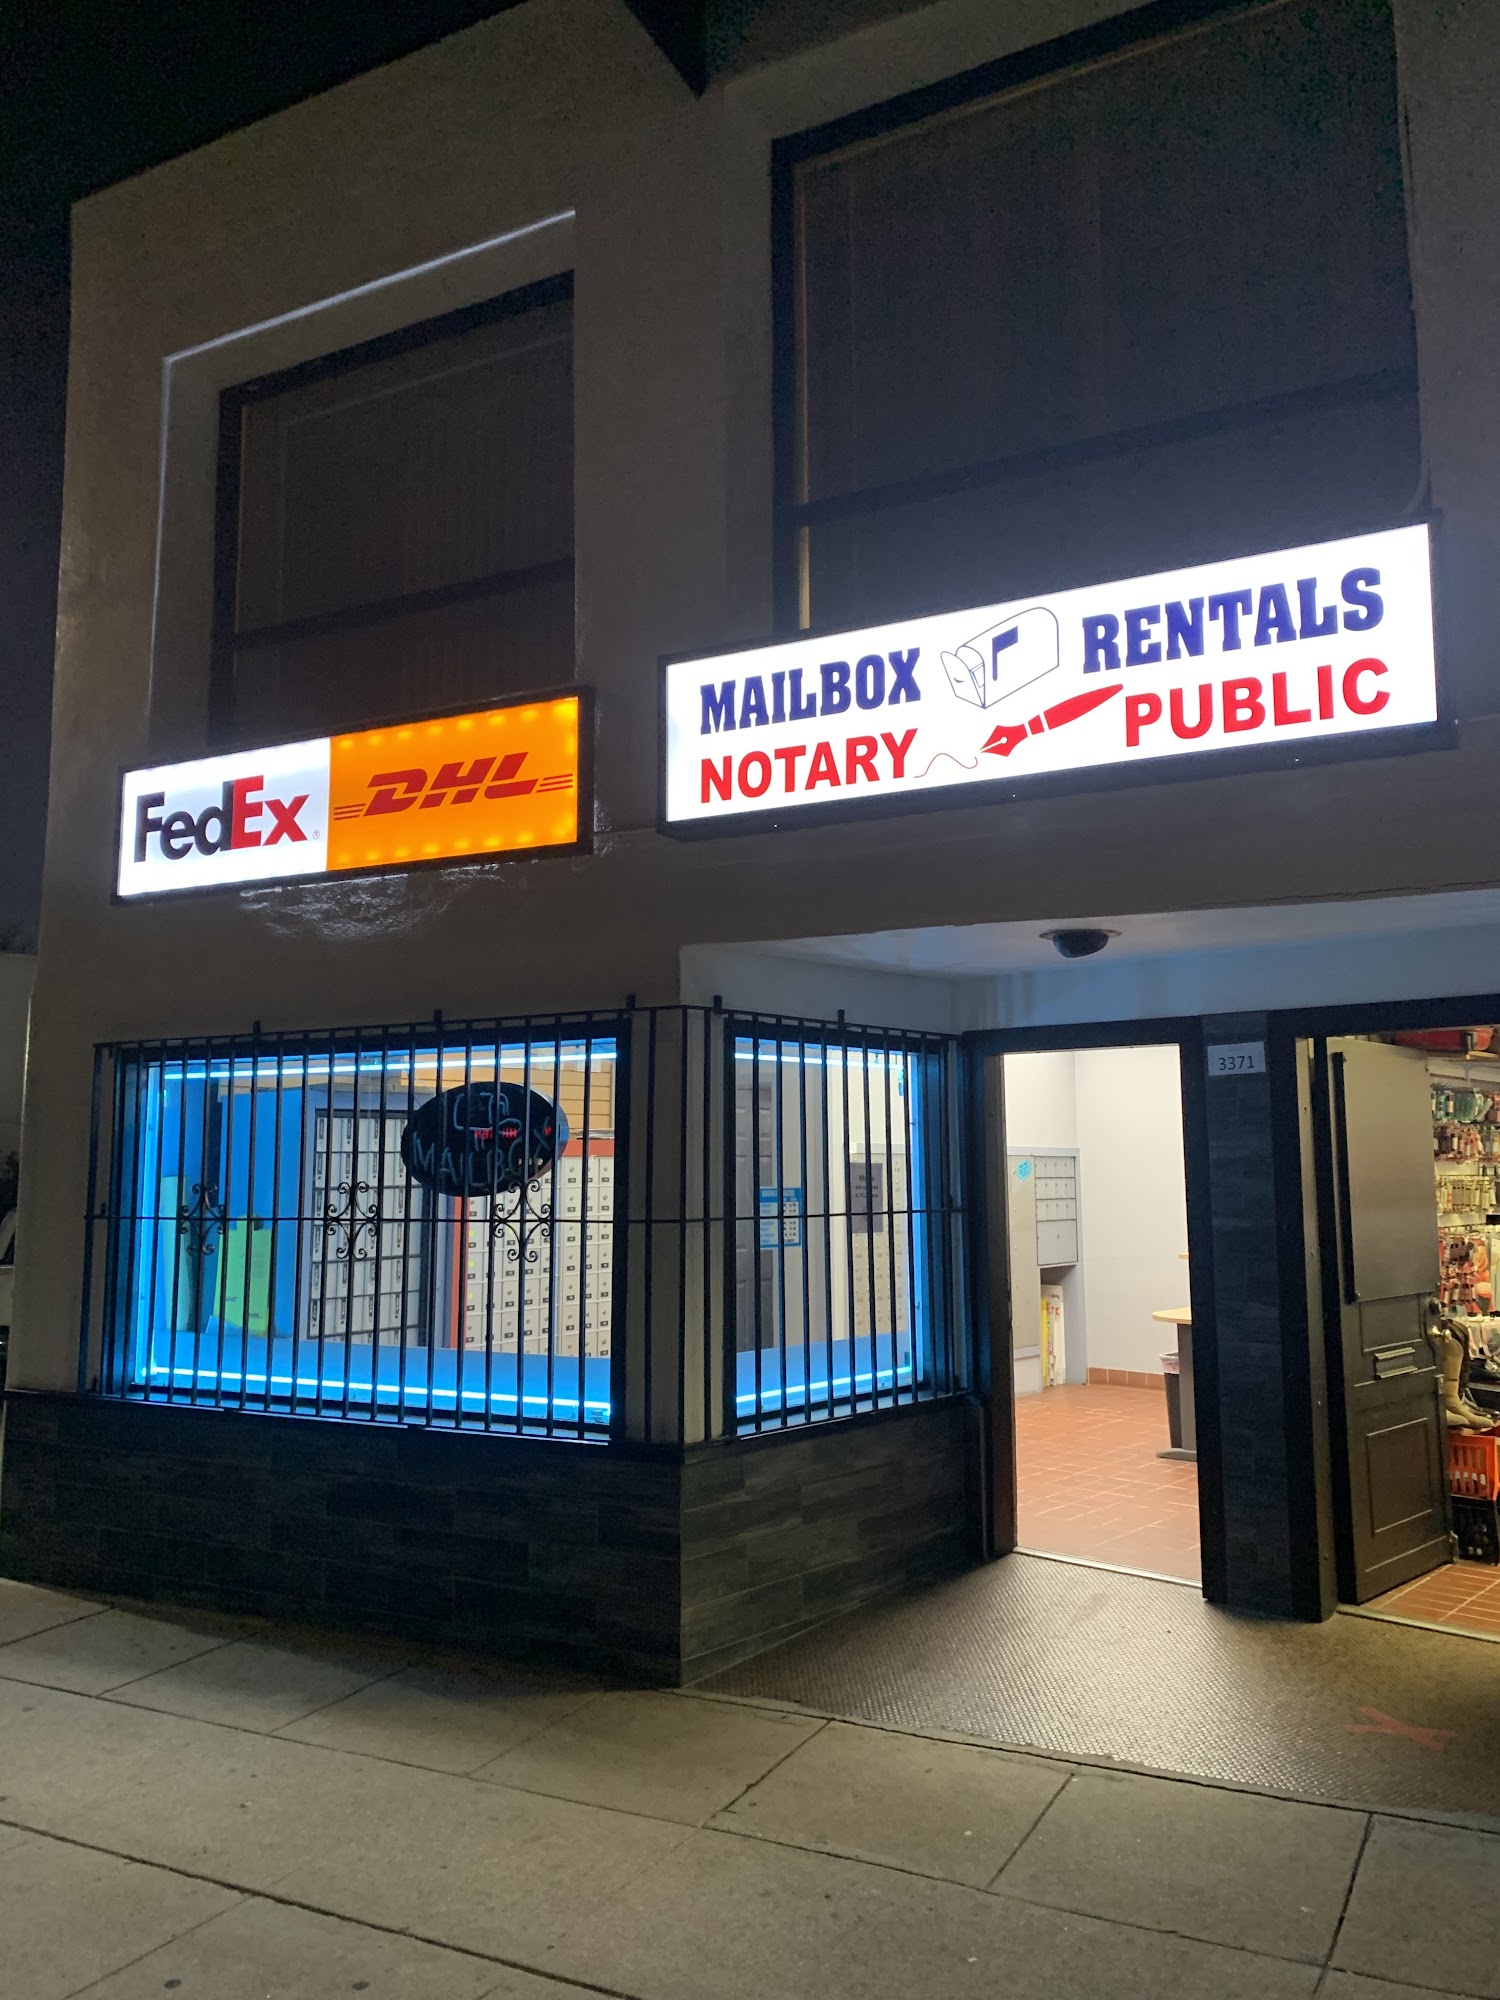 FedEx®
DHL
MAILBOX RENTALS
NOTARY PUBLIC
MAILBOX
3371